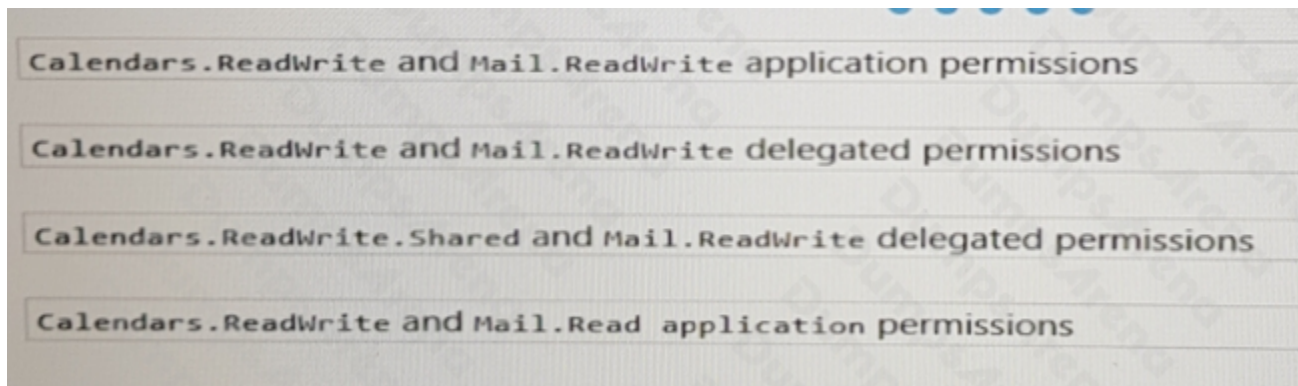 Calendars.ReadWrite and Mail.ReadWrite application permissions
Calendars.ReadWrite and Mail.ReadWrite delegated permissions
Calendars.ReadWrite.Shared and Mail.ReadWrite delegated permissions
Calendars.ReadWrite and Mail.Read application permissions